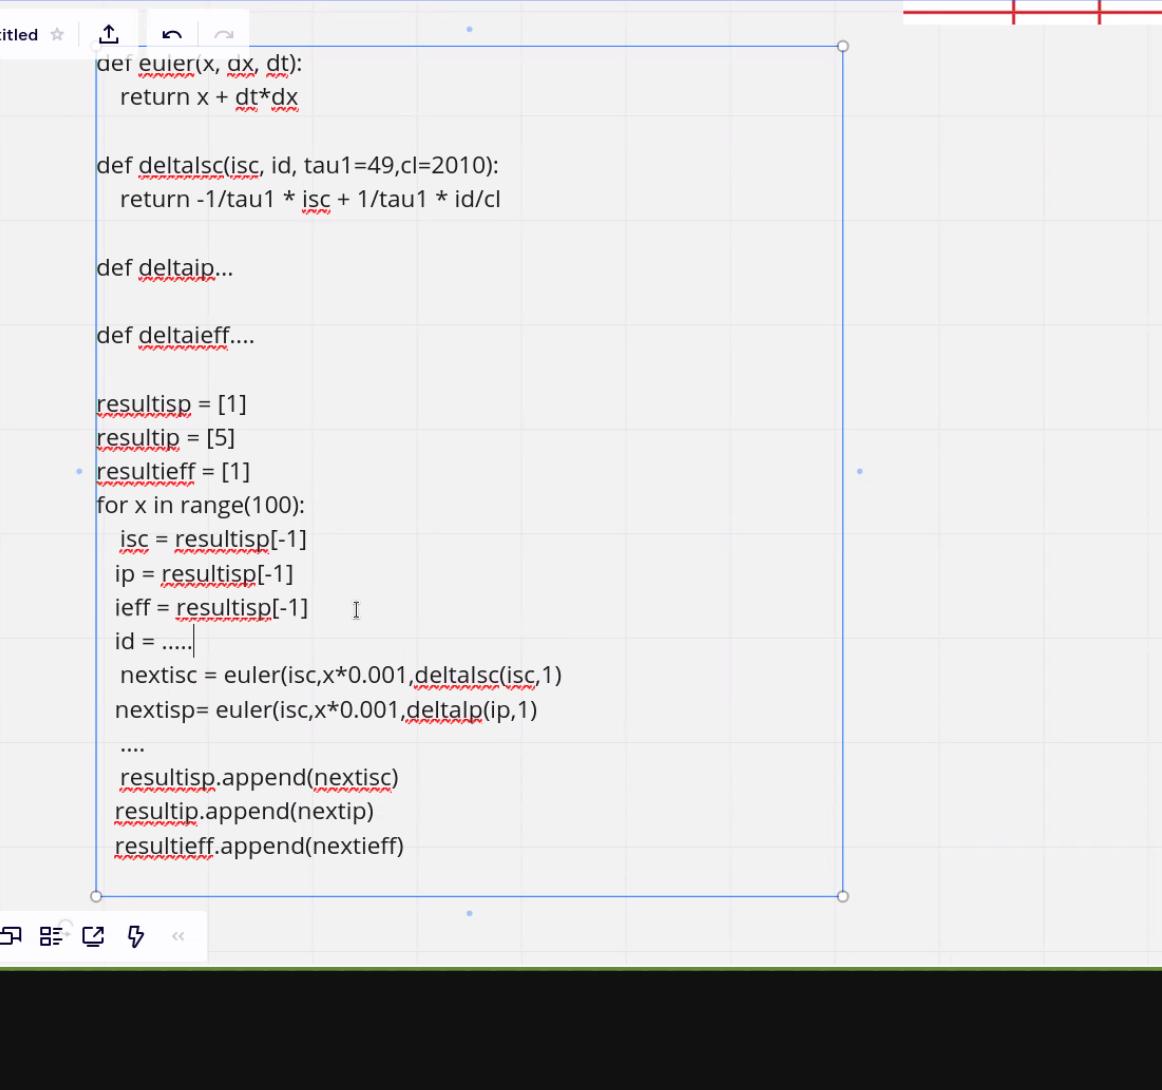 itled
def euler(x, dx, dt):
return x + dt*dx
def deltaIsc(isc, id, tau1=49,cl=2010):
return -1/tau1 * isc + 1/tau1 * id/cl
def deltaip...
def deltaieff....
resultisp = [1]
resultip = [5]
resultieff = [1]
for x in range(100):
isc = resultisp[-1]
ip = resultisp[-1]
ieff = resultisp[-1]
id = .....
nextisc = euler(isc,x*0.001,deltaIsc(isc,1)
nextisp= euler(isc,x*0.001,deltaIp(ip,1)
....
resultisp.append(nextisc)
resultip.append(nextip)
resultieff.append(nextieff)